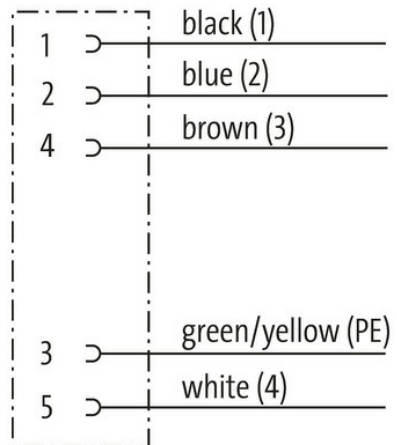 1 black (1)
2 blue (2)
4 brown (3)
3 green/yellow (PE)
5 white (4)